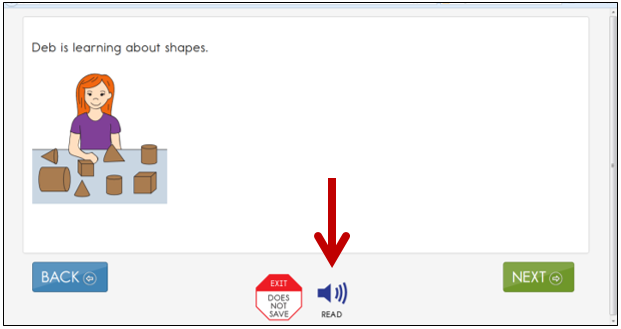 Deb is learning about shapes.
BACK
EXIT
DOES
NOT
SAVE
READ
NEXT